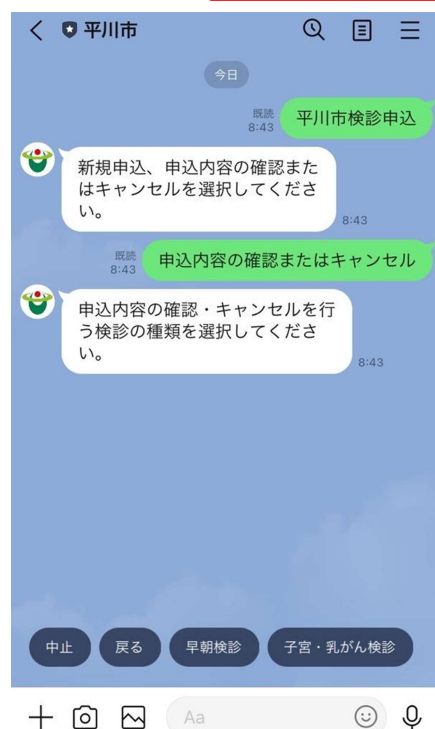 平川市
今日
既読
8:43
平川市検診申込
新規申込、申込内容の確認また
はキャンセルを選択してくださ
い。
8:43
既読
8:43
申込内容の確認またはキャンセル
申込内容の確認・キャンセルを行
う検診の種類を選択してくださ
い。
8:43
中止
戻る
早朝検診
子宮・乳がん検診
Aa